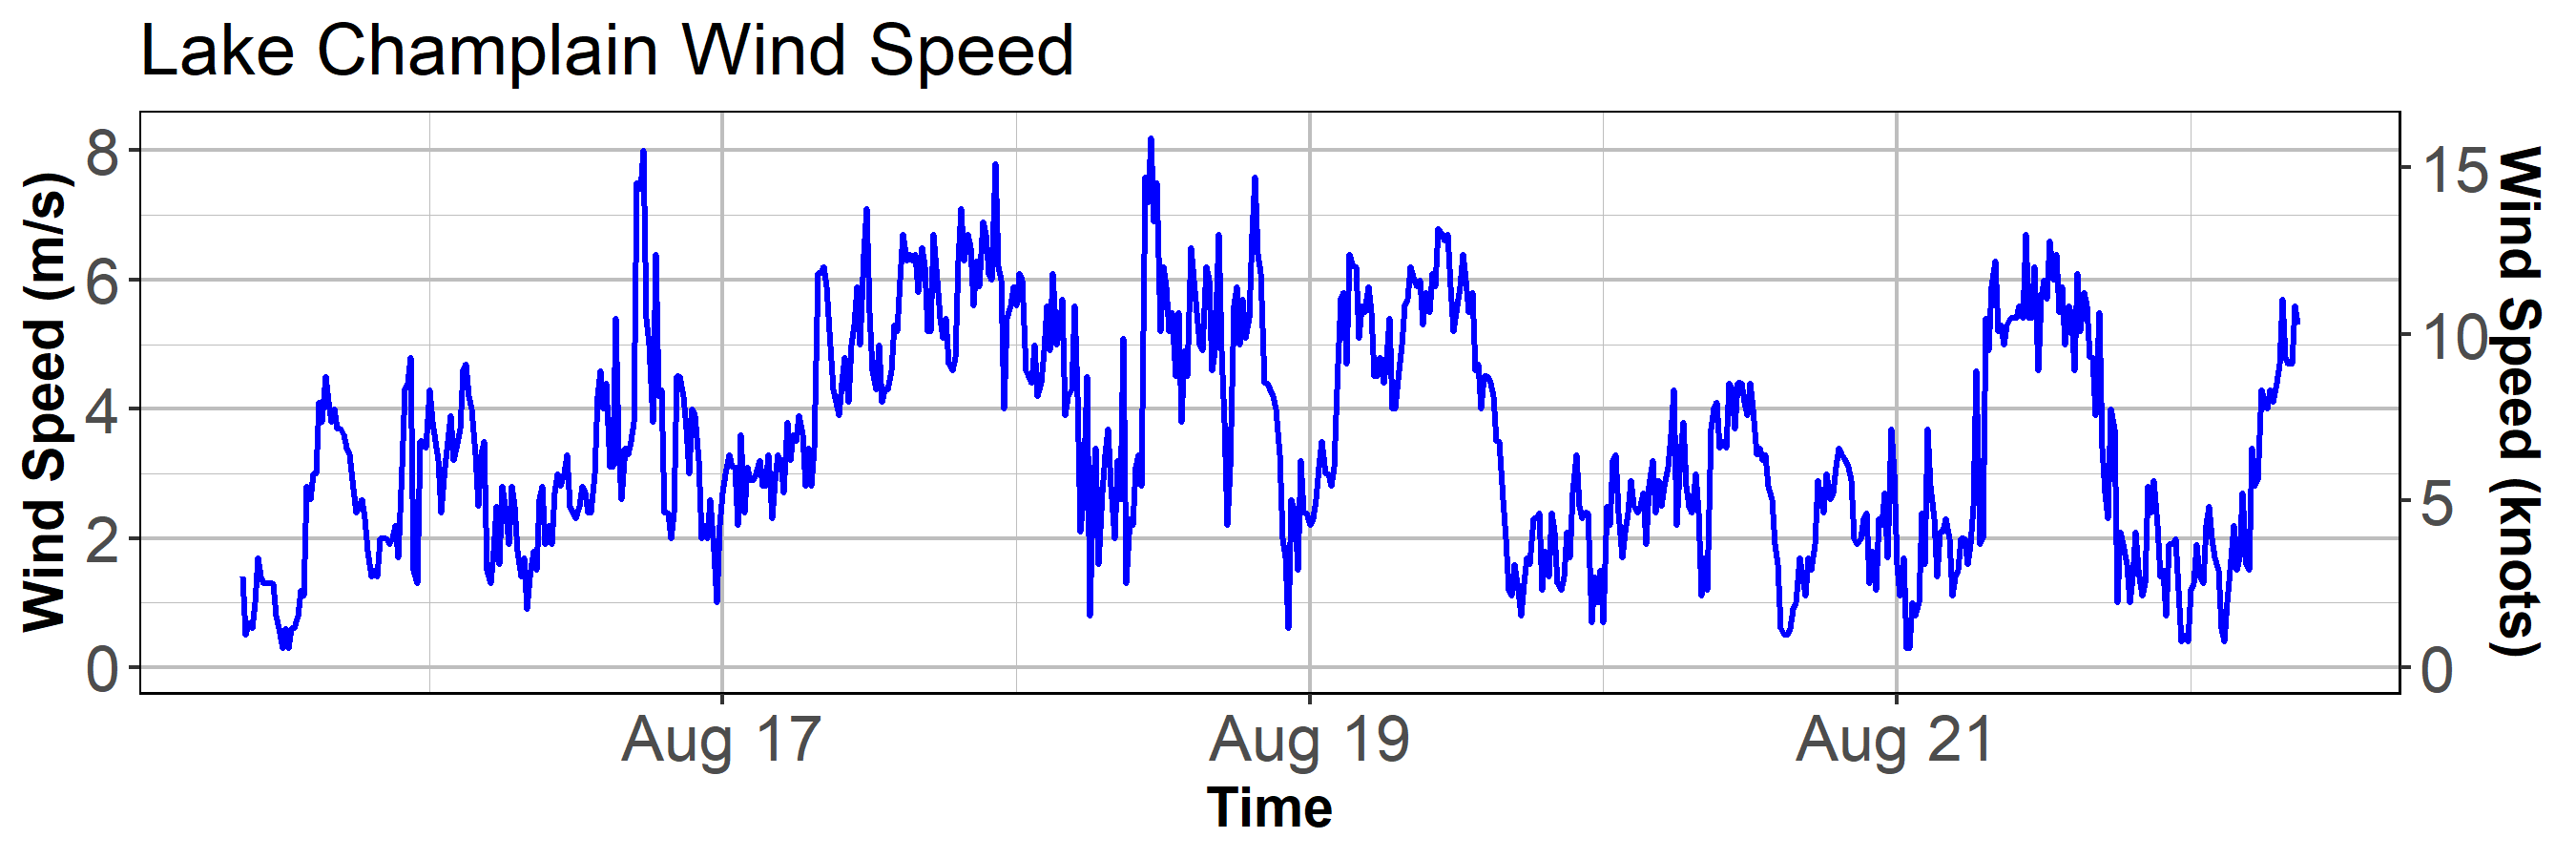 Lake Champlain Wind Speed
Wind Speed (m/s)
8
6
4
2
0
15
10
5
0
Wind Speed (knots)
Aug 17
Aug 19
Aug 21
Time